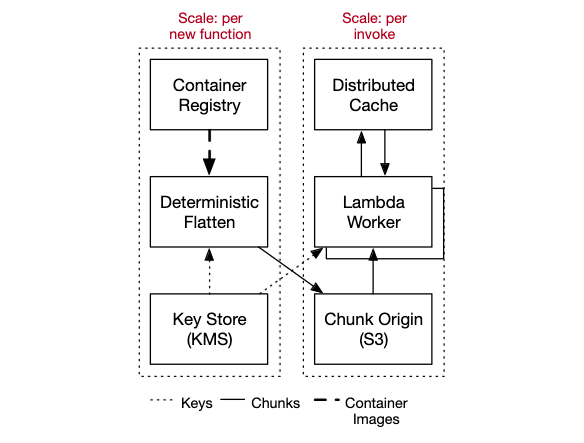 Scale: per
new function
Scale: per
invoke
Container
Registry
Distributed
Cache
Deterministic
Flatten
Lambda
Worker
Key Store
(KMS)
Chunk Origin
(S3)
Keys
Chunks
Container
Images